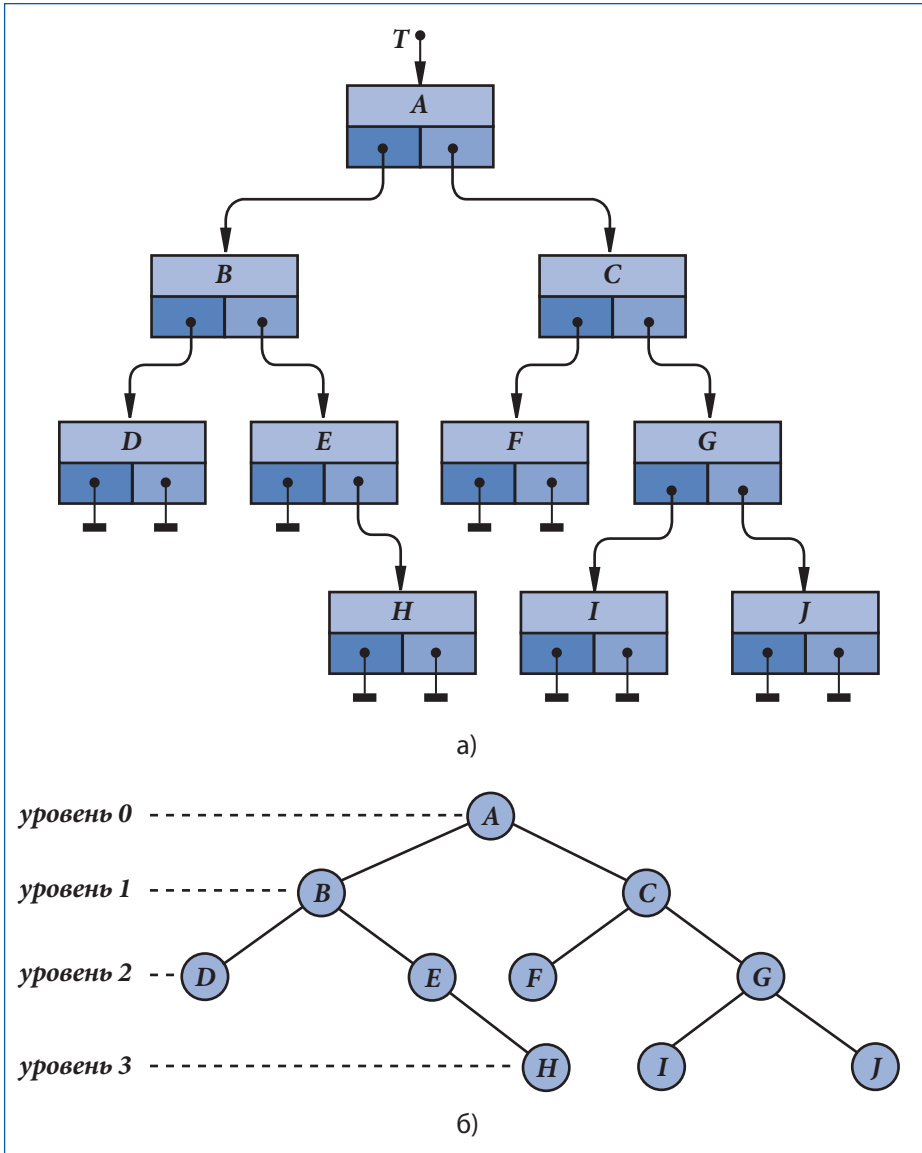 T
A
B C
D E F G
H I J
а)
уровень 0 A
уровень 1 B C
уровень 2 D E F G
уровень 3 H I J
б)